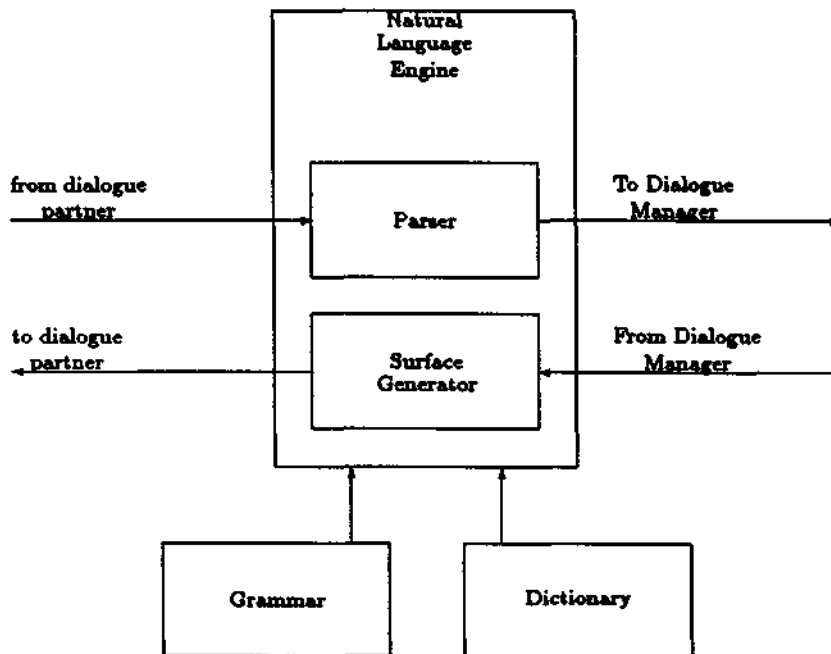 Natural
Language
Engine
from dialogue
partner
Parser
To Dialogue
Manager
to dialogue
partner
Surface
Generator
From Dialogue
Manager
Grammar
Dictionary